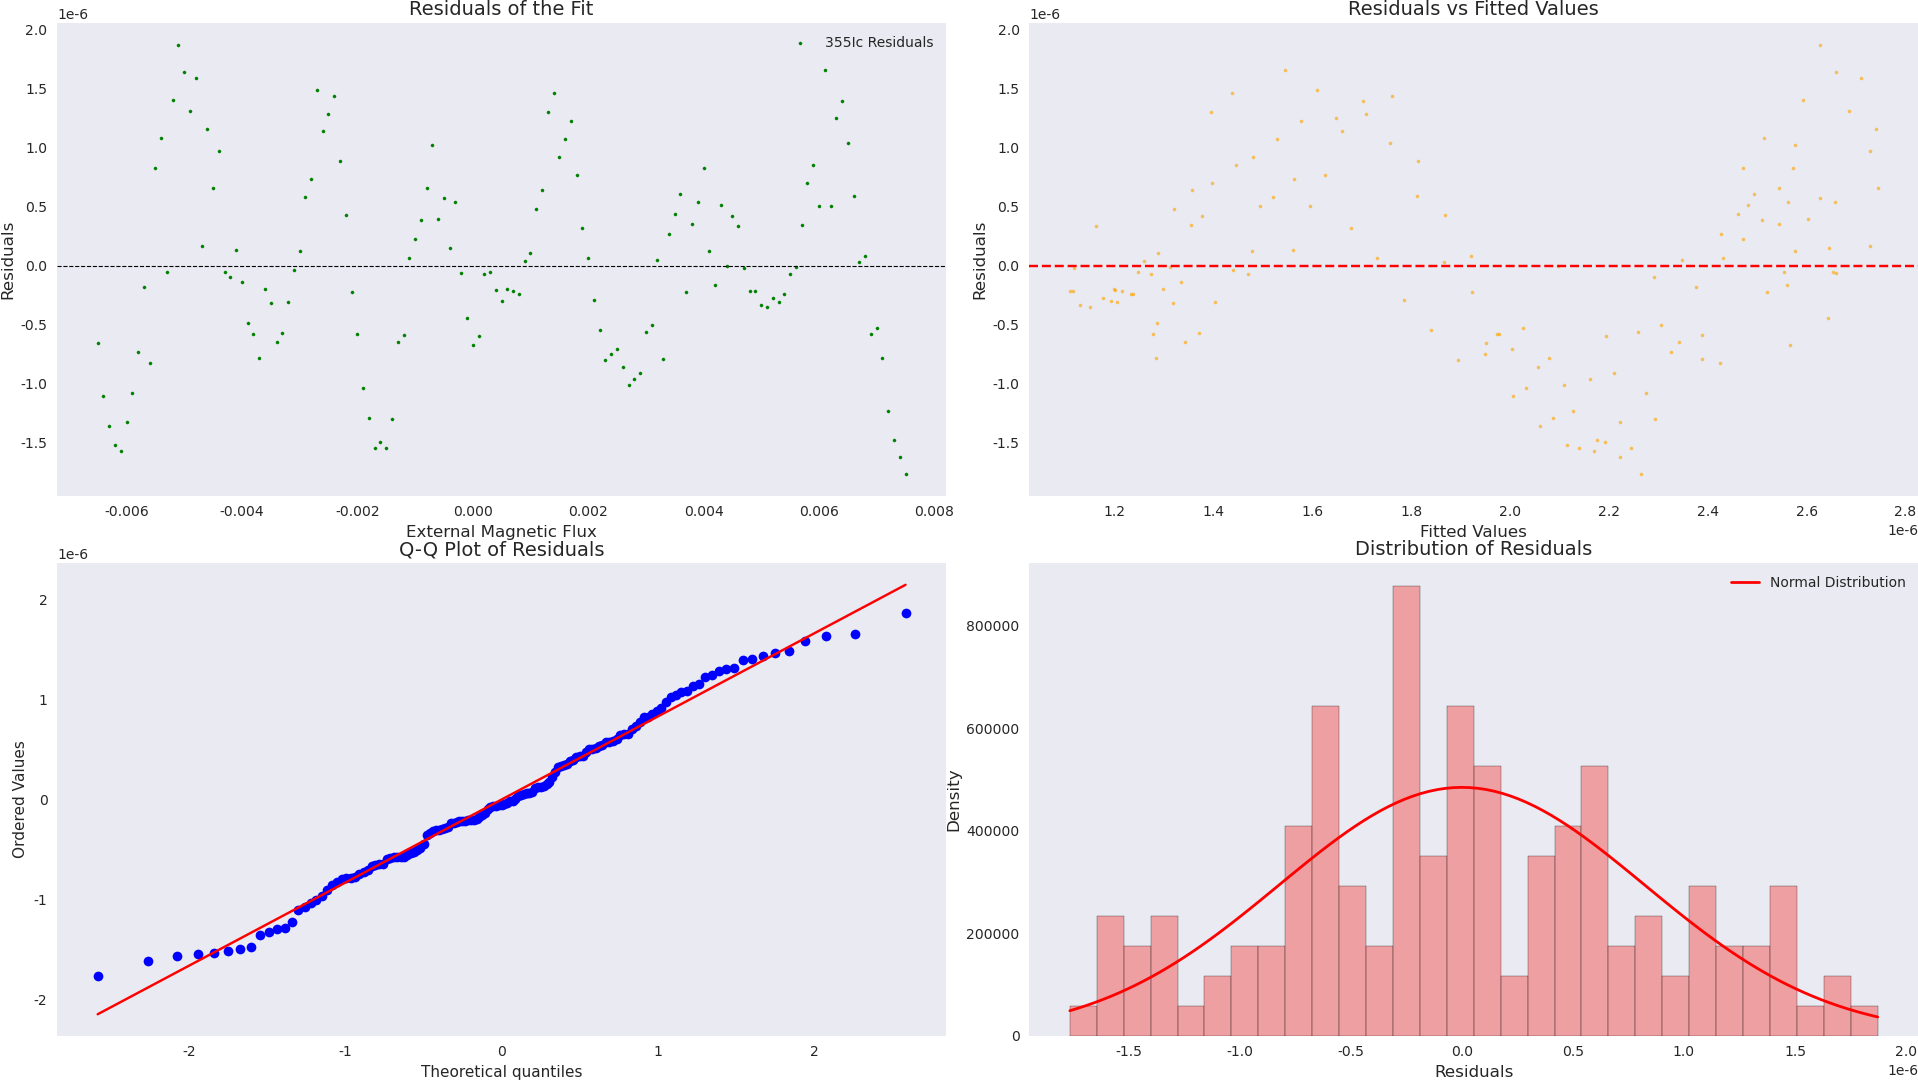 Residuals of the Fit
1e-6
355Ic Residuals
2.0
1.5
1.0
0.5
0.0
-0.5
-1.0
-1.5
Residuals
-0.006 -0.004 -0.002 0.000 0.002 0.004 0.006 0.008
External Magnetic Flux
Residuals vs Fitted Values
1e-6
2.0
1.5
1.0
0.5
0.0
-0.5
-1.0
-1.5
Residuals
1.2 1.4 1.6 1.8 2.0 2.2 2.4 2.6 2.8
1e-6
Fitted Values
Q-Q Plot of Residuals
1e-6
2
1
0
-1
-2
Ordered Values
-2 -1 0 1 2
Theoretical quantiles
Distribution of Residuals
Normal Distribution
800000
600000
400000
200000
0
Density
-1.5 -1.0 -0.5 0.0 0.5 1.0 1.5 2.0
1e-6
Residuals